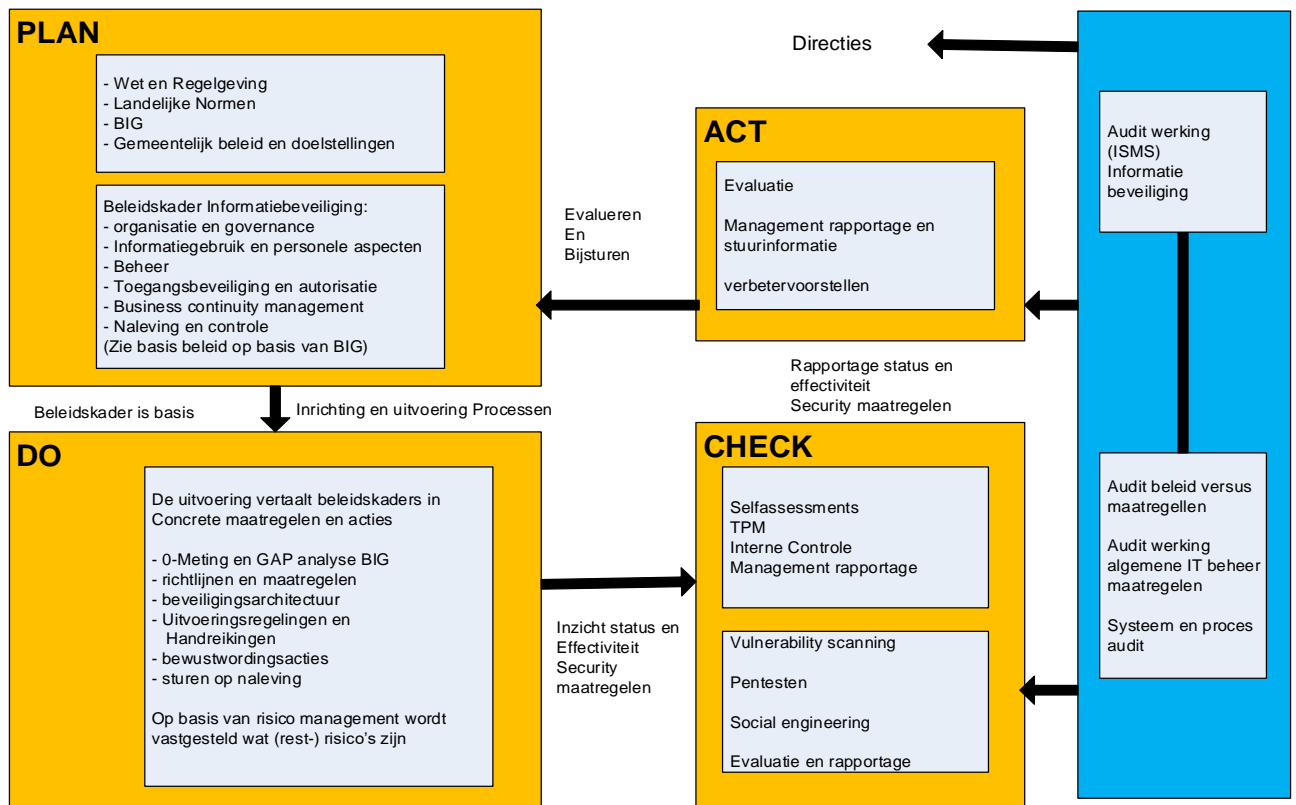 PLAN
- Wet en Regelgeving
- Landelijke Normen
- BIG
- Gemeentelijk beleid en doelstellingen
Beleidskader Informatiebeveiliging:
- organisatie en governance
- Informatiegebruik en personele aspecten
- Beheer
- Toegangsbeveiliging en autorisatie
- Business continuity management
- Naleving en controle
(Zie basis beleid op basis van BIG)
Beleidskader is basis
Inrichting en uitvoering Processen
DO
De uitvoering vertaalt beleidskaders in
Concrete maatregelen en acties
- 0-Meting en GAP analyse BIG
- richtlijnen en maatregelen
- beveiligingsarchitectuur
- Uitvoeringsregelingen en
Handreikingen
- bewustwordingsacties
- sturen op naleving
Op basis van risico management wordt
vastgesteld wat (rest-) risico's zijn
Inzicht status en
Effectiviteit
Security
maatregelen
Evalueren
En
Bijsturen
Directies
ACT
Evaluatie
Management rapportage en
stuurinformatie
verbetervoorstellen
Rapportage status en
effectiviteit
Security maatregelen
CHECK
Selfassessments
TPM
Interne Controle
Management rapportage
Vulnerability scanning
Pentesten
Social engineering
Evaluatie en rapportage
Audit werking
(ISMS)
Informatie
beveiliging
Audit beleid versus
maatregellen
Audit werking
algemene IT beheer
maatregelen
Systeem en proces
audit